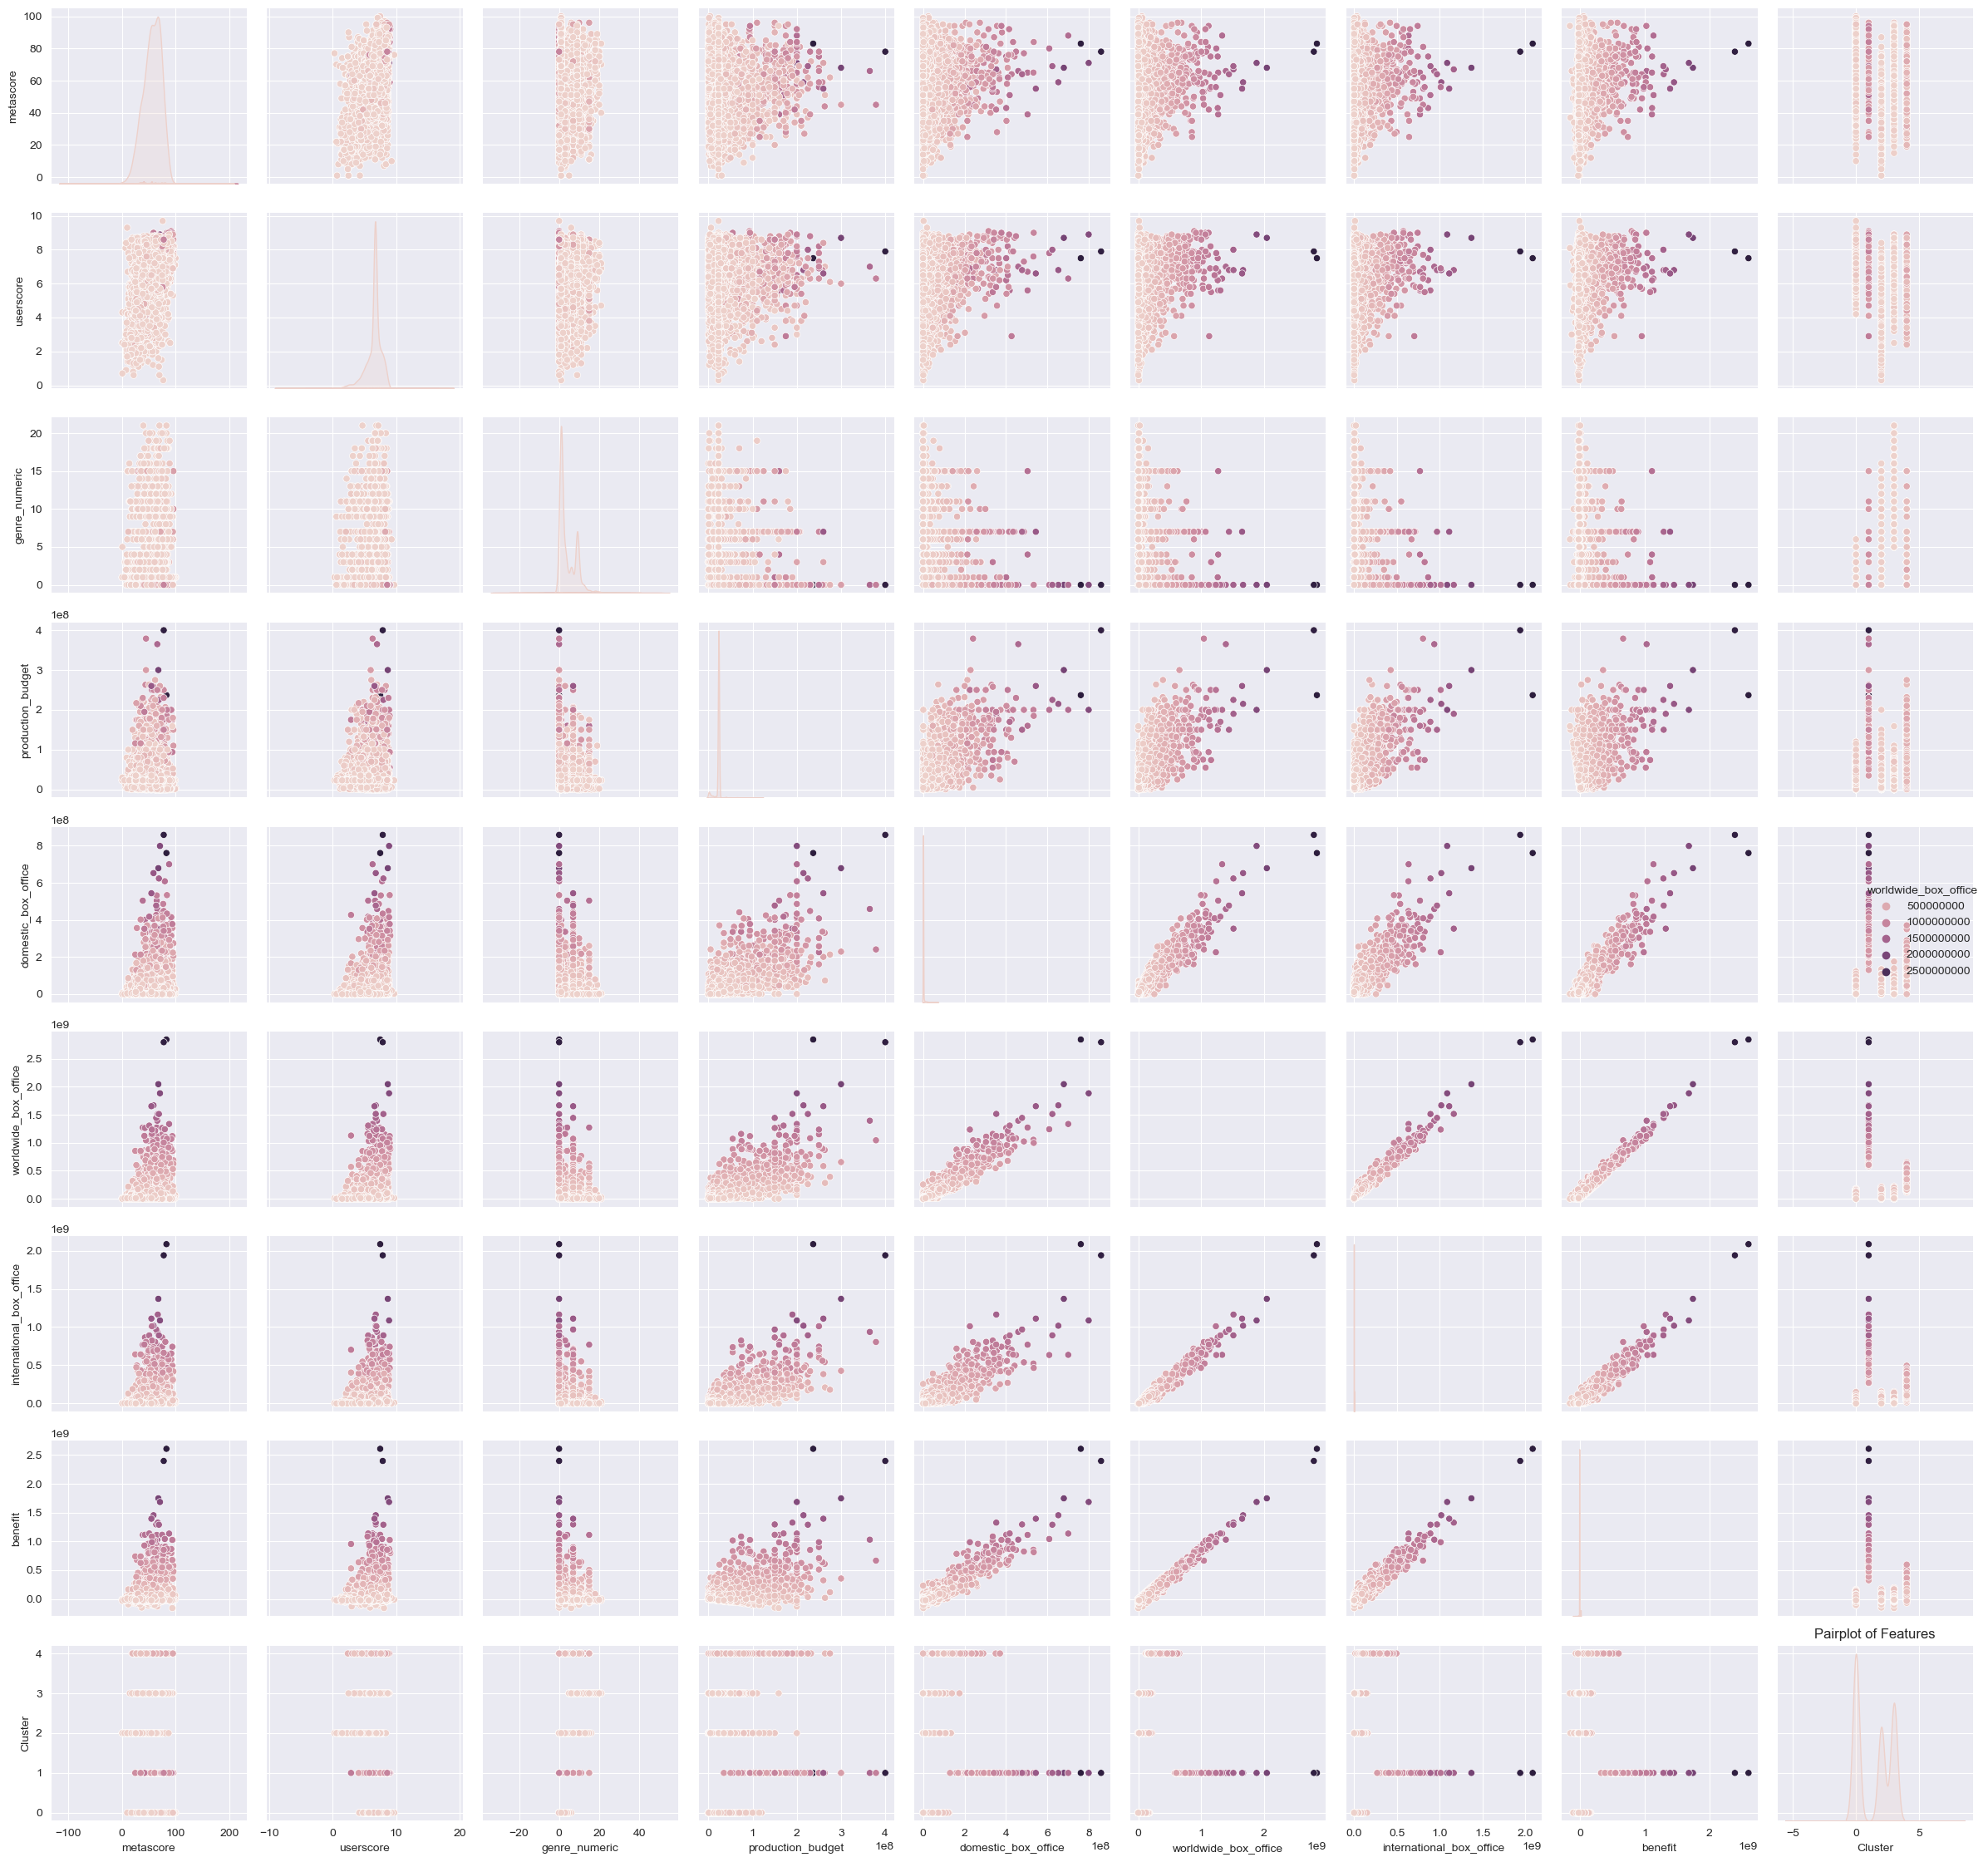 100
80
60
40
20
0
metascore
10
8
6
4
2
0
userscore
20
15
10
5
0
genre_numeric
1e8
4
3
2
1
0
production_budget
1e8
8
6
4
2
0
domestic_box_office
worldwide_box_office
500000000
1000000000
1500000000
2000000000
2500000000
1e9
2.5
2.0
1.5
1.0
0.5
0.0
worldwide_box_office
1e9
2.0
1.5
1.0
0.5
0.0
international_box_office
1e9
2.5
2.0
1.5
1.0
0.5
0.0
benefit
Pairplot of Features
4
3
2
1
0
Cluster
−100 0 100 200
metascore
−10 0 10 20
userscore
−20 0 20 40
genre_numeric
0 1 2 3 4
1e8
production_budget
0 2 4 6 8
1e8
domestic_box_office
0 1 2
1e9
worldwide_box_office
0.0 0.5 1.0 1.5 2.0
1e9
international_box_office
0 1 2
1e9
benefit
−5 0 5
Cluster